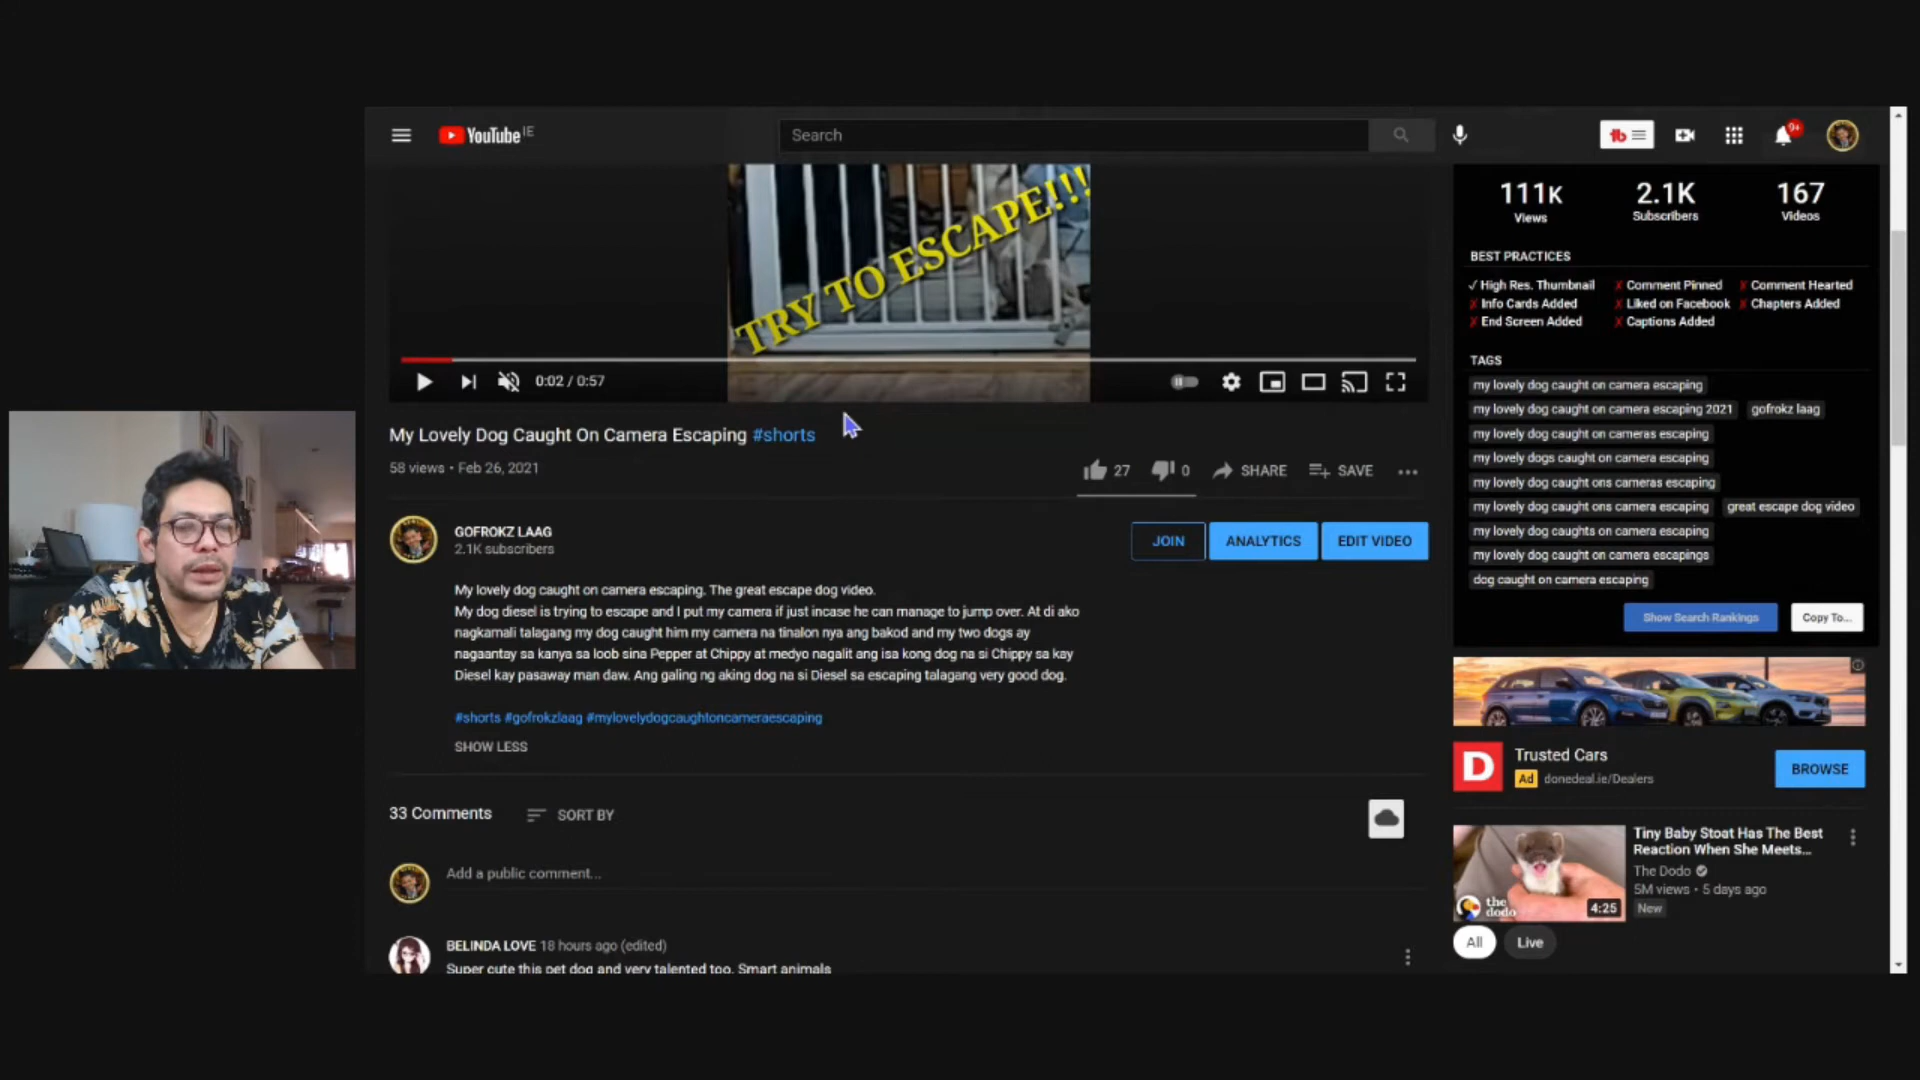 YouTube IE
Search
9+
TRY TO ESCAPE!!!
0:02 / 0:57
My Lovely Dog Caught On Camera Escaping #shorts
58 views • Feb 26, 2021
27
0
SHARE
SAVE
GOFROKZ LAAG
2.1K subscribers
JOIN
ANALYTICS
EDIT VIDEO
My lovely dog caught on camera escaping. The great escape dog video.
My dog diesel is trying to escape and I put my camera if just incase he can manage to jump over. At di ako
nagkamali talagang my dog caught him my camera na tinalon nya ang bakod and my two dogs ay
nagaantay sa kanya sa loob sina Pepper at Chippy at medyo nagalit ang isa kong dog na si Chippy sa kay
Diesel kay pasaway man daw. Ang galing ng aking dog na si Diesel sa escaping talagang very good dog.
#shorts #gofrokzlaag #mylovelydogcaughtoncameraescaping
SHOW LESS
33 Comments
SORT BY
Add a public comment...
BELINDA LOVE 18 hours ago (edited)
Super cute this pet dog and very talented too. Smart animals
tb
111K
2.1K
167
Views
Subscribers
Videos
BEST PRACTICES
✓ High Res. Thumbnail
✗ Comment Pinned
✗ Comment Hearted
✗ Info Cards Added
✗ Liked on Facebook
✗ Chapters Added
✗ End Screen Added
✗ Captions Added
TAGS
my lovely dog caught on camera escaping
my lovely dog caught on camera escaping 2021
gofrokz laag
my lovely dog caught on cameras escaping
my lovely dogs caught on camera escaping
my lovely dog caught ons cameras escaping
my lovely dog caught ons camera escaping
great escape dog video
my lovely dog caughts on camera escaping
my lovely dog caught on camera escapings
dog caught on camera escaping
Show Search Rankings
Copy To...
D
Trusted Cars
Ad donedeal.ie/Dealers
BROWSE
Tiny Baby Stoat Has The Best
Reaction When She Meets...
The Dodo
5M views • 5 days ago
New
the
dodo
4:25
All
Live